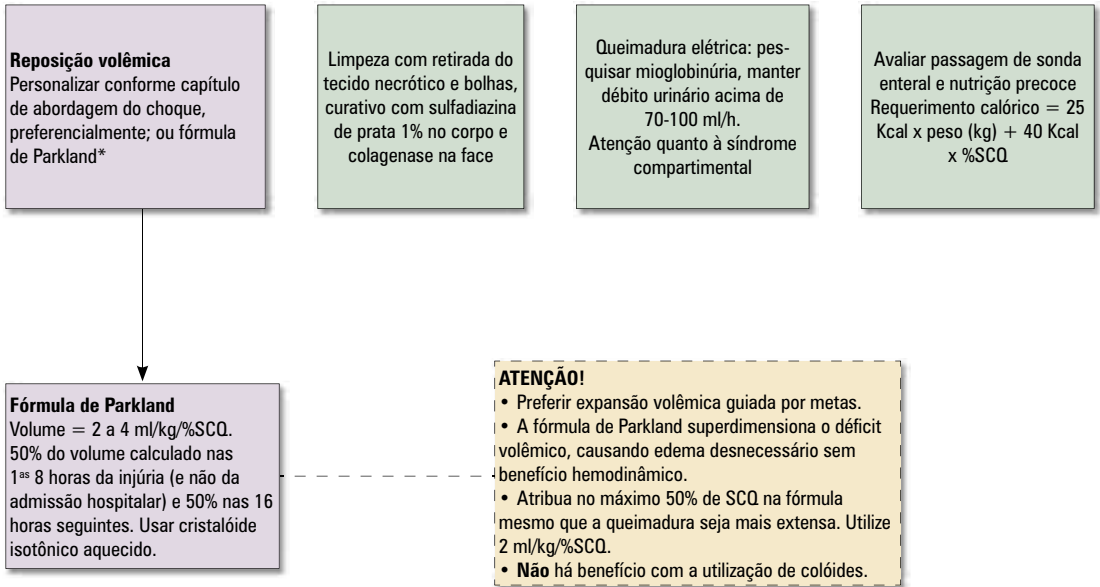 Reposição volêmica
Personalizar conforme capítulo
de abordagem do choque,
preferencialmente; ou fórmula
de Parkland*
Limpeza com retirada do
tecido necrótico e bolhas,
curativo com sulfadiazina
de prata 1% no corpo e
colagenase na face
Queimadura elétrica: pes-
quisar mioglobinúria, manter
débito urinário acima de
70-100 ml/h.
Atenção quanto à síndrome
compartimental
Avaliar passagem de sonda
enteral e nutrição precoce
Requerimento calórico = 25
Kcal x peso (kg) + 40 Kcal
x %SCQ
Fórmula de Parkland
Volume = 2 a 4 ml/kg/%SCQ.
50% do volume calculado nas
1ªˢ 8 horas da injúria (e não da
admissão hospitalar) e 50% nas 16
horas seguintes. Usar cristalóide
isotônico aquecido.
ATENÇÃO!
• Preferir expansão volêmica guiada por metas.
• A fórmula de Parkland superdimensiona o déficit
volêmico, causando edema desnecessário sem
benefício hemodinâmico.
• Atribua no máximo 50% de SCQ na fórmula
mesmo que a queimadura seja mais extensa. Utilize
2 ml/kg/%SCQ.
• Não há benefício com a utilização de colóides.